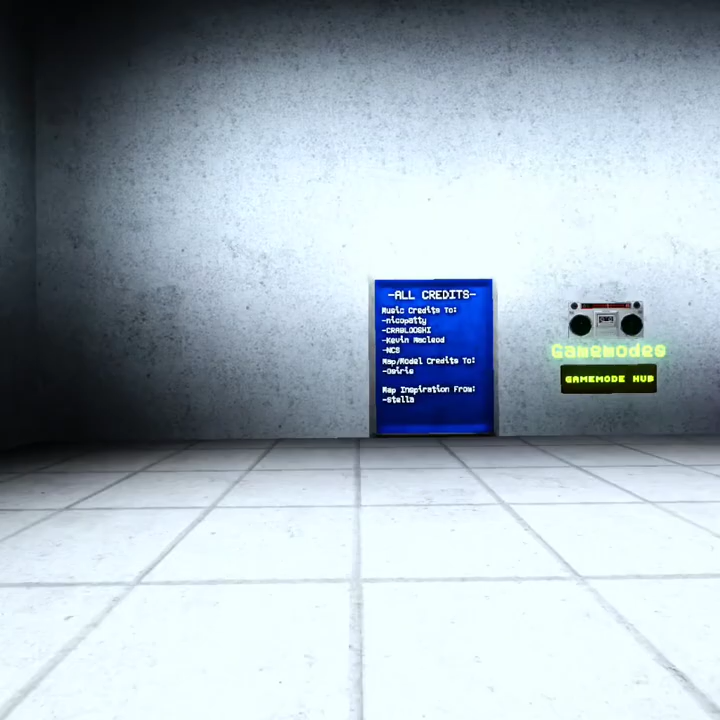 -ALL CREDITS-
Music Credits To:
-nicopatty
-CRABLOOSHI
-Kevin Macleod
-NCS
Map/Model Credits To:
-Osiris
Map Inspiration From:
-Stella
Gamemodes
GAMEMODE HUB